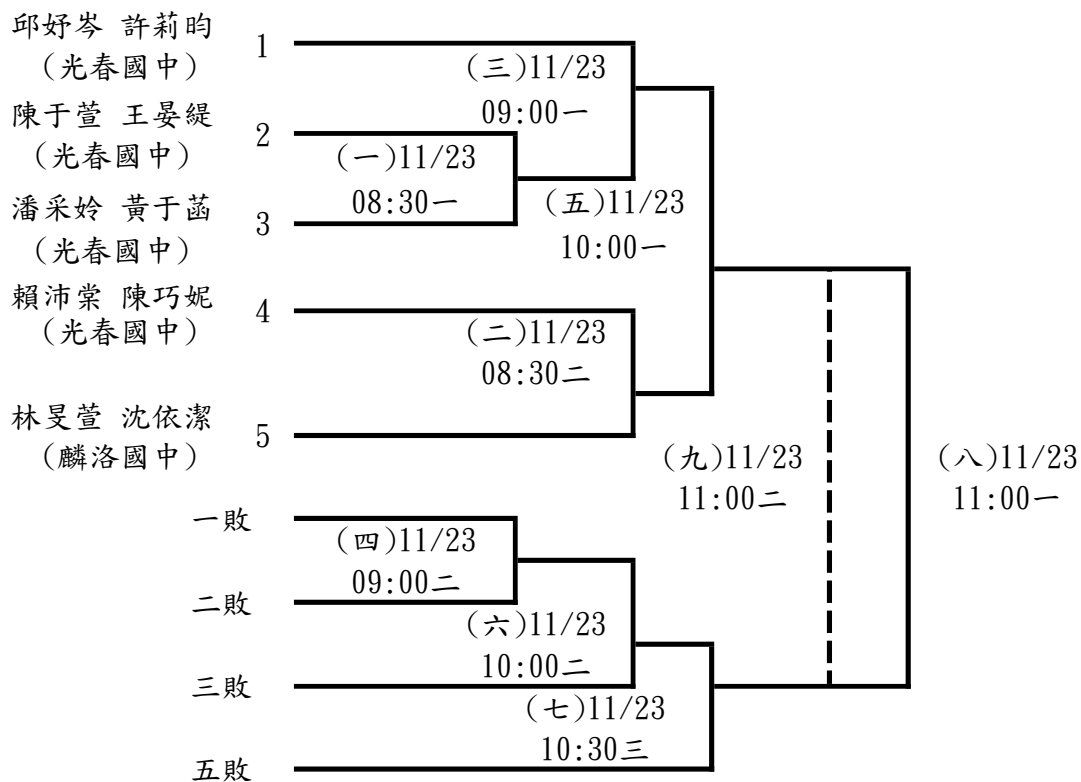 邱妤岑 許莉昀
(光春國中)
1
(三)11/23
09:00一
陳于萱 王晏緹
(光春國中)
2
(一)11/23
08:30一
潘采姈 黃于菡
(光春國中)
3
(五)11/23
10:00一
賴沛棠 陳巧妮
(光春國中)
4
(二)11/23
08:30二
林旻萱 沈依潔
(麟洛國中)
5
(九)11/23
11:00二
(八)11/23
11:00一
一敗
(四)11/23
09:00二
二敗
(六)11/23
10:00二
三敗
(七)11/23
10:30三
五敗